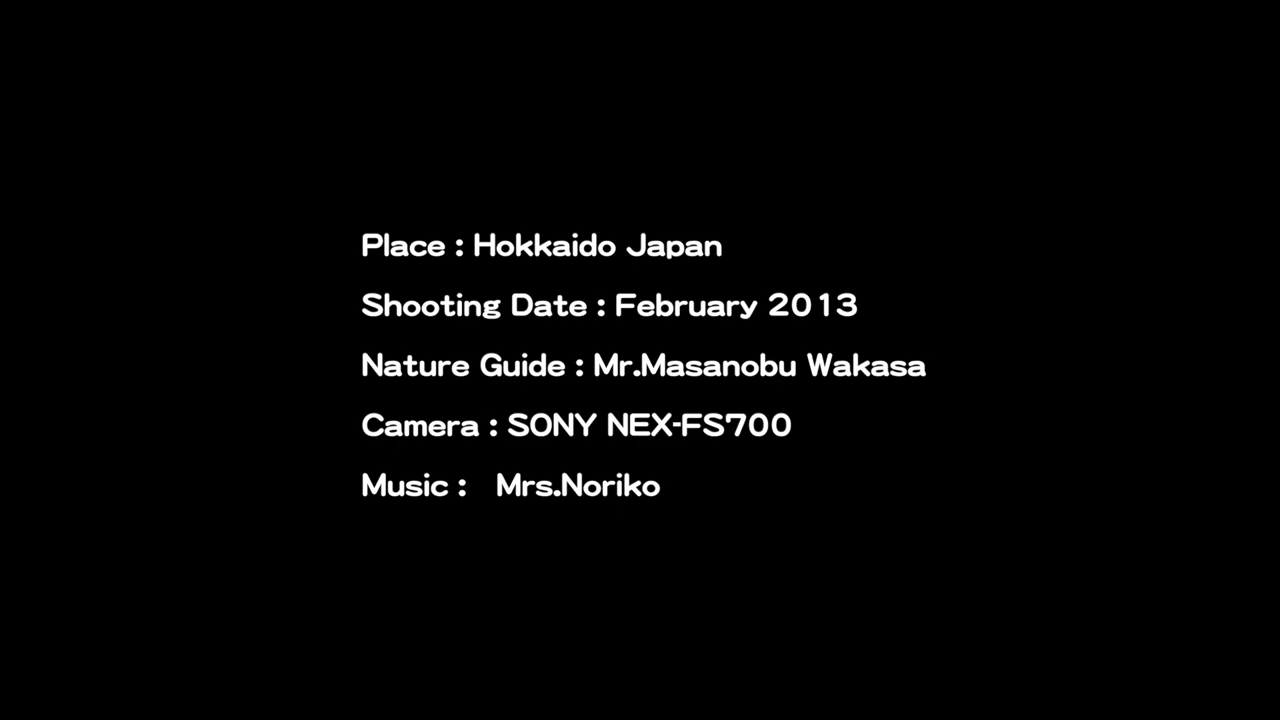 Place : Hokkaido Japan
Shooting Date : February 2013
Nature Guide : Mr.Masanobu Wakasa
Camera : SONY NEX-FS700
Music :　Mrs.Noriko